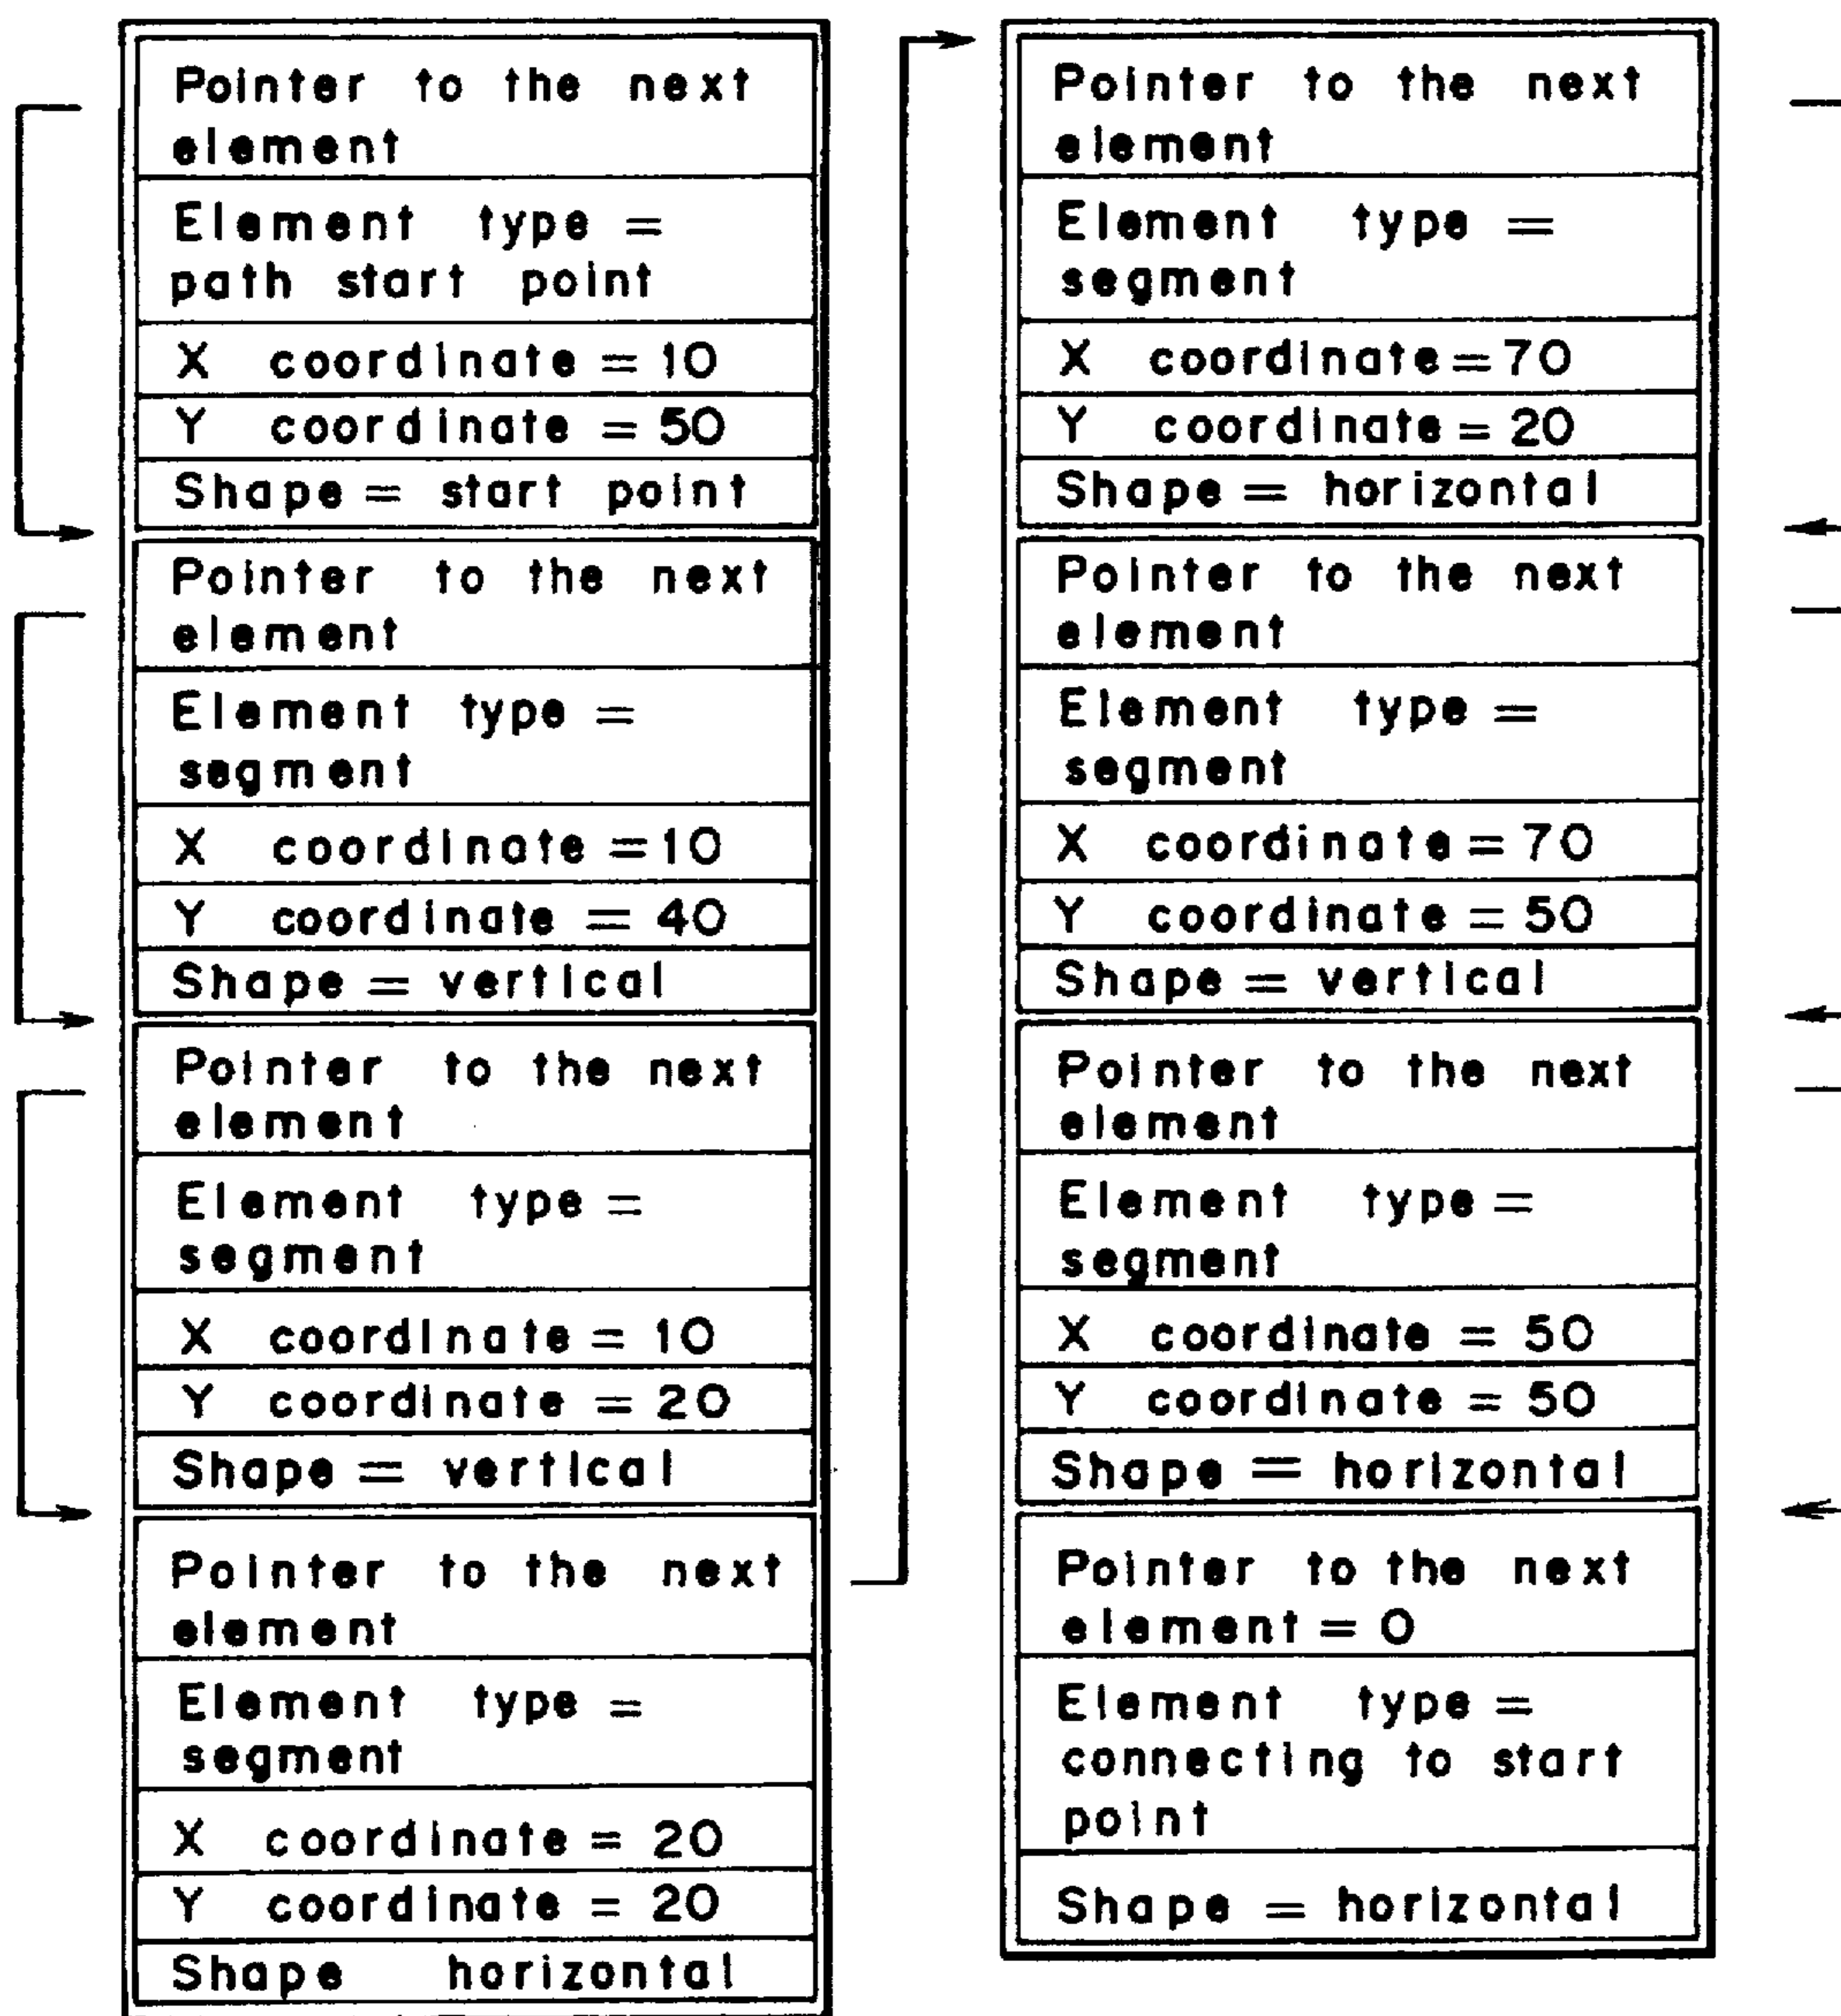 Pointer to the next
element
Element type =
path start point
X coordinate = 10
Y coordinate = 50
Shape = start point
Pointer to the next
element
Element type =
segment
X coordinate = 10
Y coordinate = 40
Shape = vertical
Pointer to the next
element
Element type =
segment
X coordinate = 10
Y coordinate = 20
Shape = vertical
Pointer to the next
element
Element type =
segment
X coordinate = 20
Y coordinate = 20
Shape horizontal
Pointer to the next
element
Element type =
segment
X coordinate = 70
Y coordinate = 20
Shape = horizontal
Pointer to the next
element
Element type =
segment
X coordinate = 70
Y coordinate = 50
Shape = vertical
Pointer to the next
element
Element type =
segment
X coordinate = 50
Y coordinate = 50
Shape = horizontal
Pointer to the next
element = 0
Element type =
connecting to start
point
Shape = horizontal